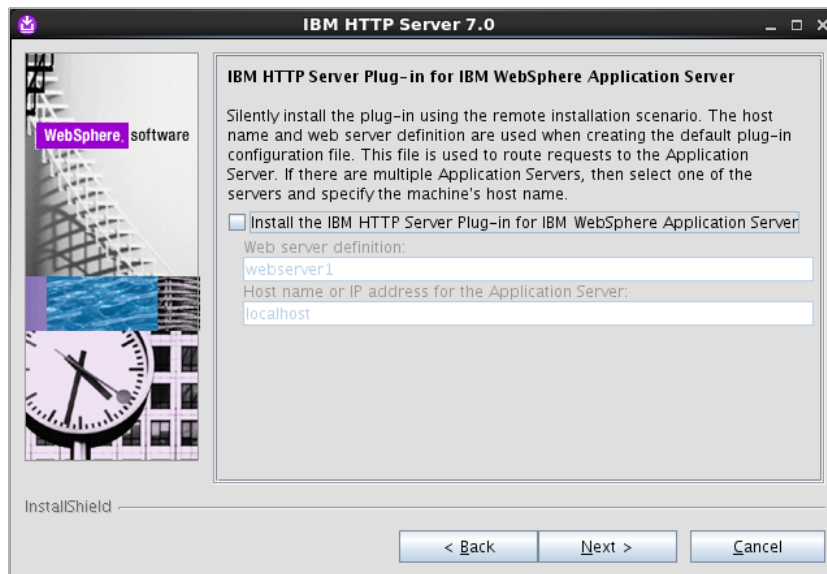 IBM HTTP Server 7.0
WebSphere. software
IBM HTTP Server Plug-in for IBM WebSphere Application Server
Silently install the plug-in using the remote installation scenario. The host
name and web server definition are used when creating the default plug-in
configuration file. This file is used to route requests to the Application
Server. If there are multiple Application Servers, then select one of the
servers and specify the machine's host name.
Install the IBM HTTP Server Plug-in for IBM WebSphere Application Server
Web server definition:
webserver1
Host name or IP address for the Application Server:
localhost
InstallShield
< Back
Next >
Cancel